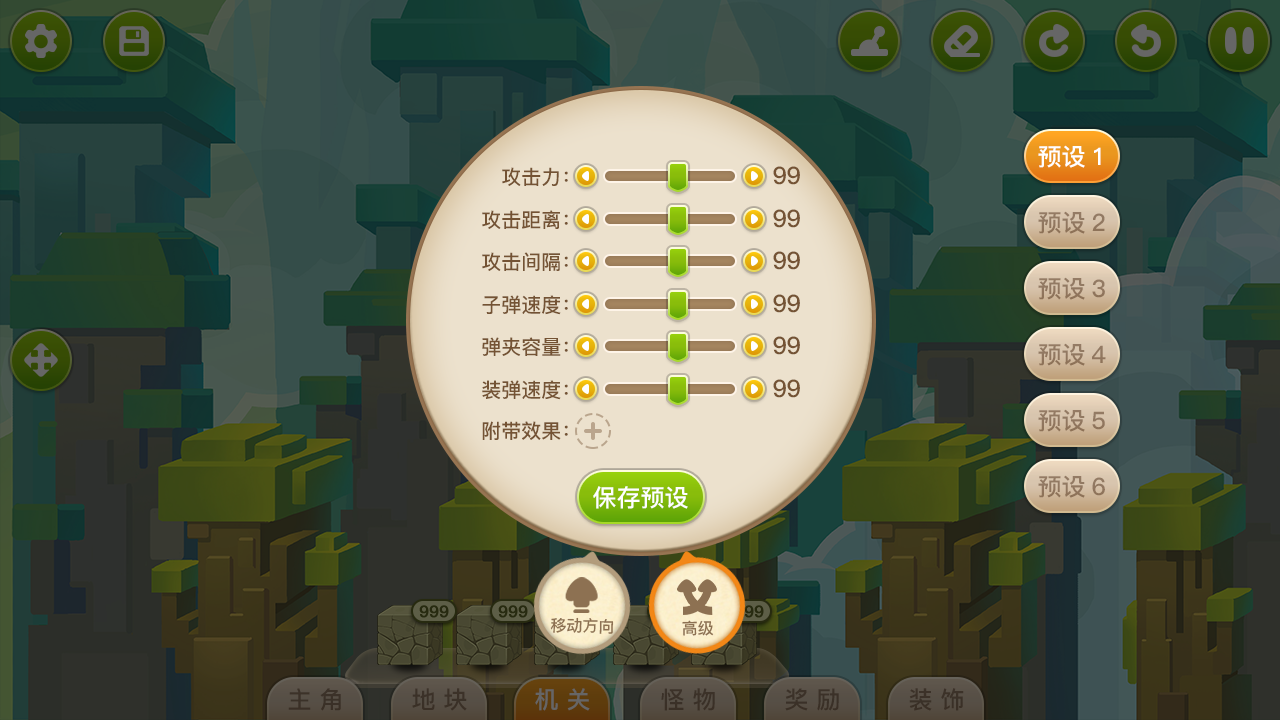 攻击力: 99
攻击距离: 99
攻击间隔: 99
子弹速度: 99
弹夹容量: 99
装弹速度: 99
附带效果:
保存预设
预设 1
预设 2
预设 3
预设 4
预设 5
预设 6
移动方向
高级
999
999
99
主角
地块
机关
怪物
奖励
装饰